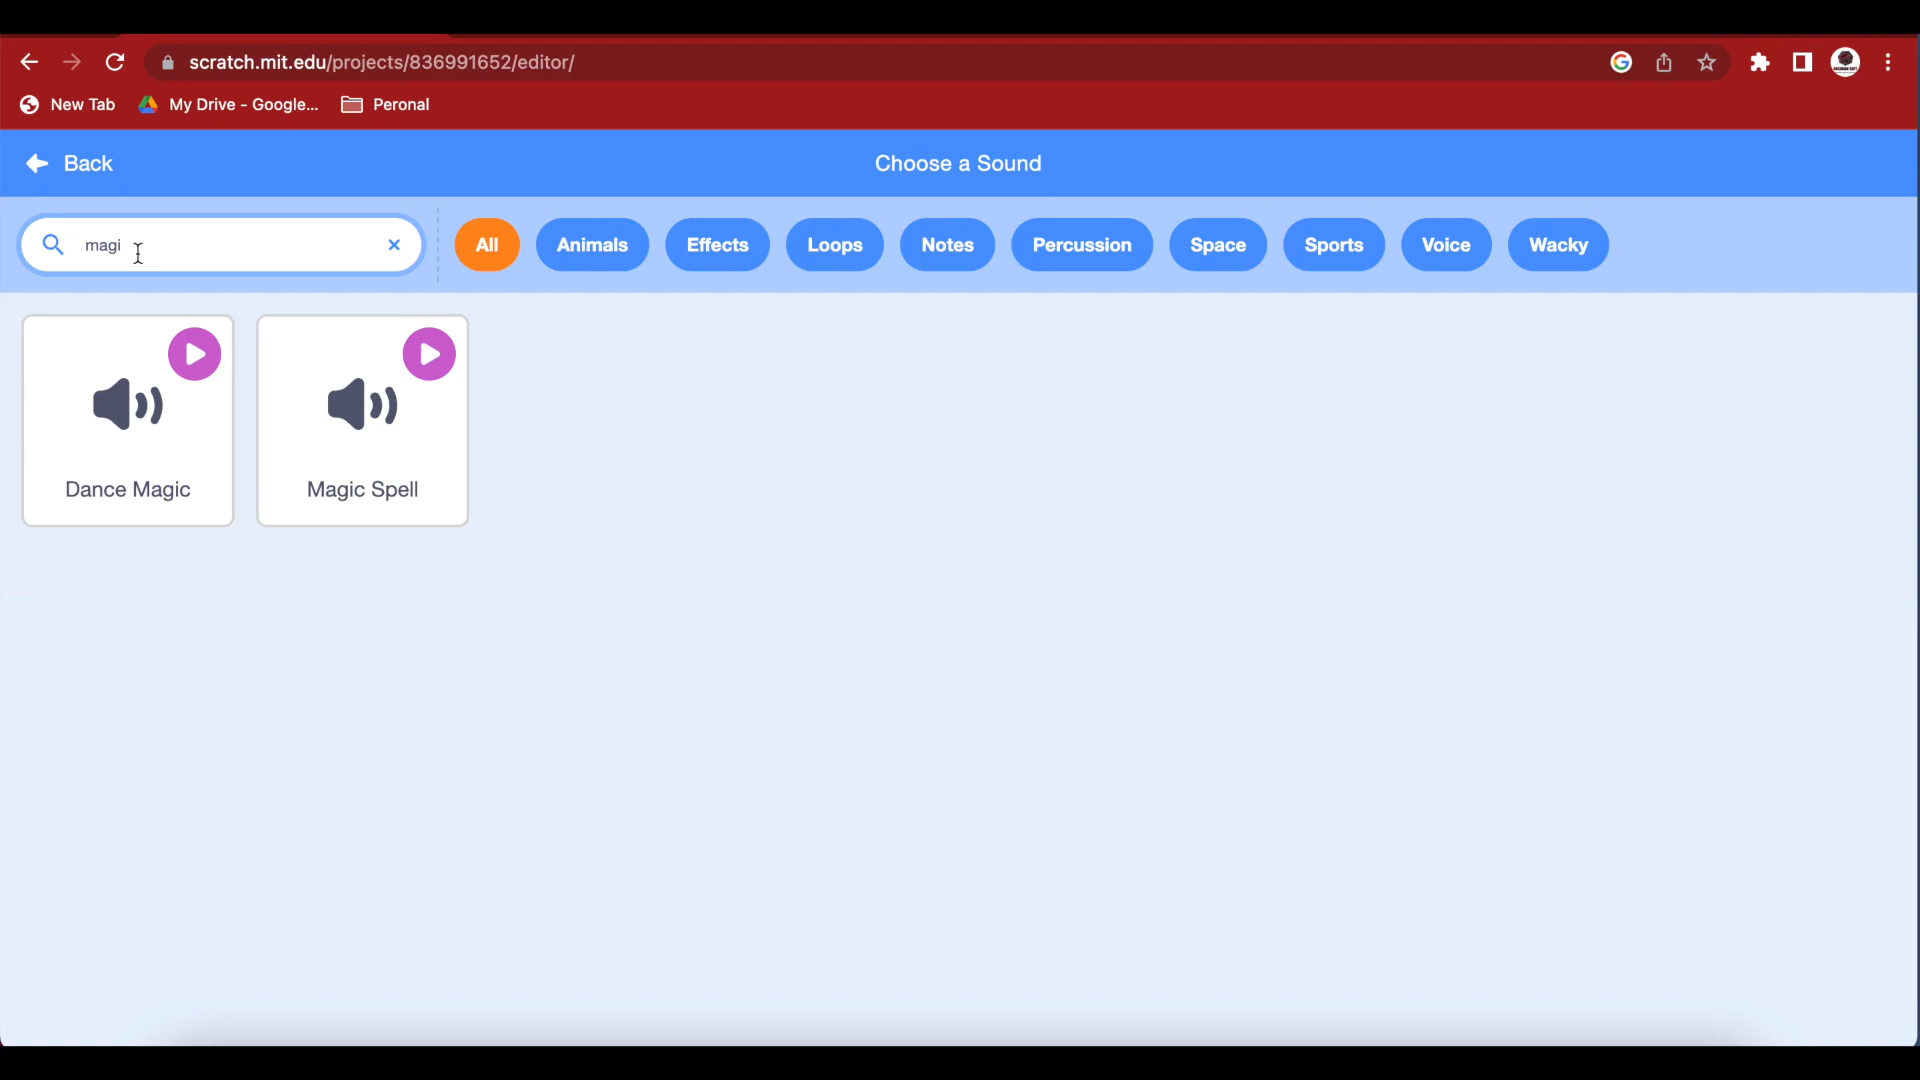 scratch.mit.edu/projects/836991652/editor/
New Tab My Drive - Google... Peronal
Back Choose a Sound
magi All Animals Effects Loops Notes Percussion Space Sports Voice Wacky
Dance Magic Magic Spell